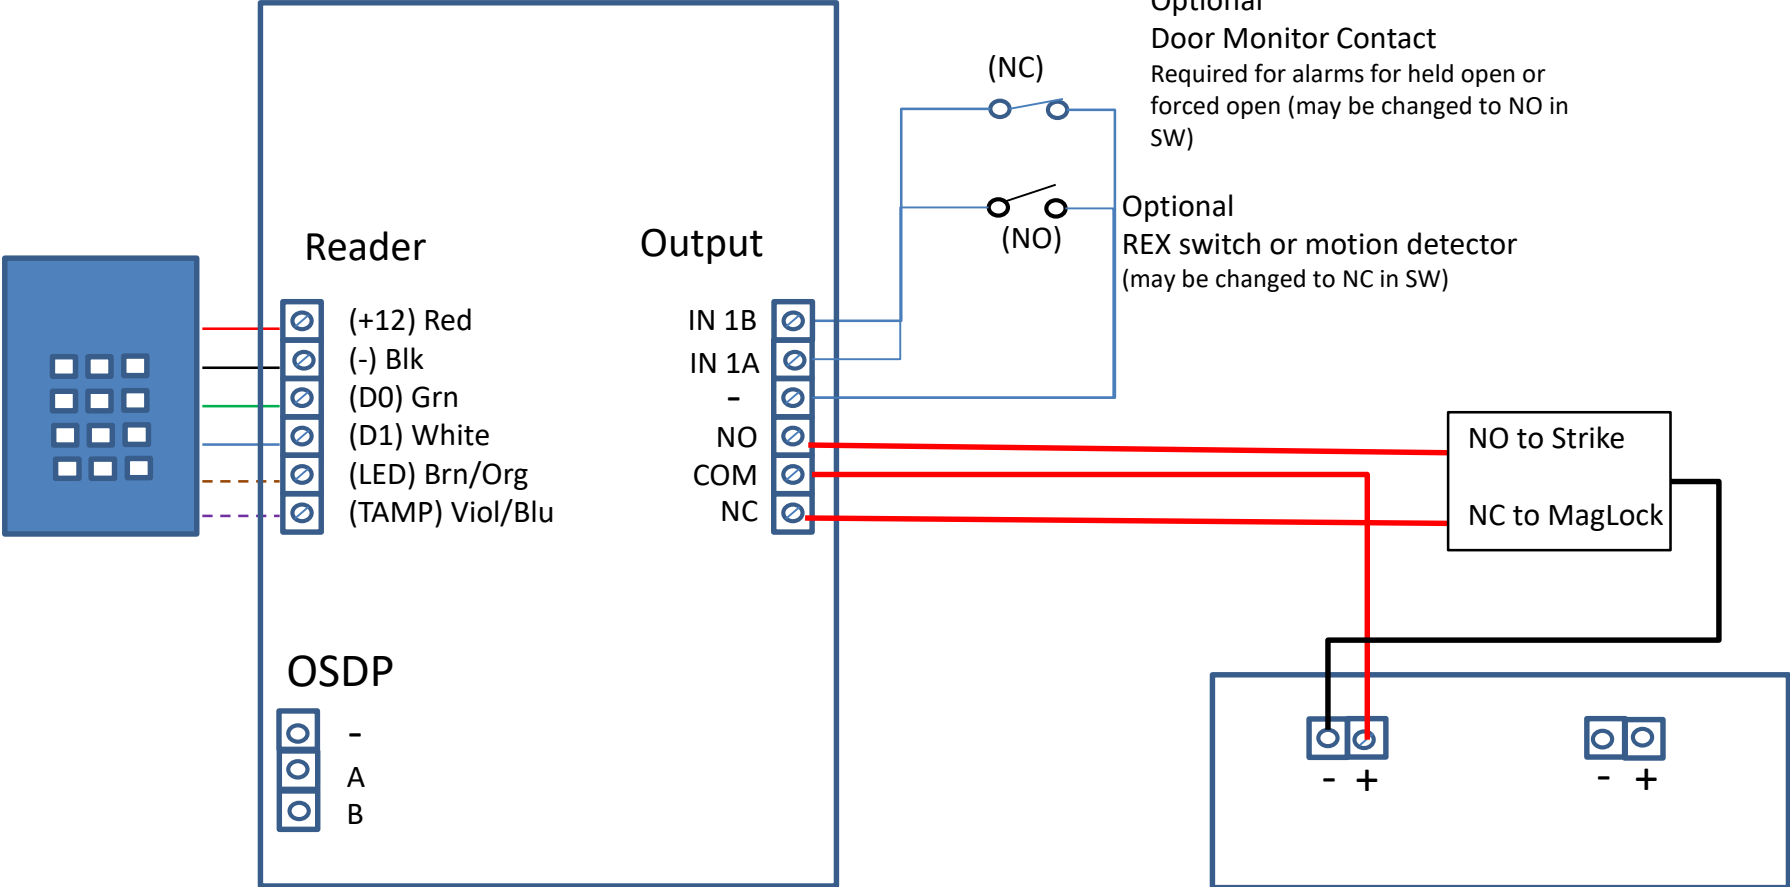 Optional
Door Monitor Contact
Required for alarms for held open or
forced open (may be changed to NO in
SW)
(NC)
Optional
REX switch or motion detector
(may be changed to NC in SW)
(NO)
Reader
Output
(+12) Red
(-) Blk
(D0) Grn
(D1) White
(LED) Brn/Org
(TAMP) Viol/Blu
IN 1B
IN 1A
-
NO
COM
NC
NO to Strike
NC to MagLock
OSDP
-
A
B
- +
- +